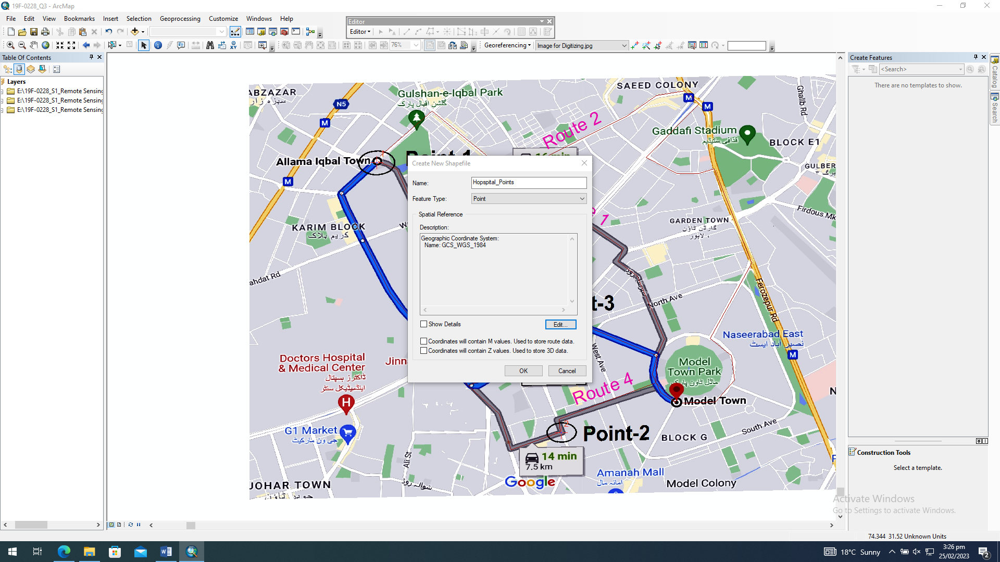 19F-0228_Q3 - ArcMap
File Edit View Bookmarks Insert Selection Geoprocessing Customize Windows Help
Editor
Editor
76%
Georeferencing
Image for Digitizing.jpg
Table Of Contents
Layers
E:\19F-0228_S1_Remote Sensing
E:\19F-0228_S1_Remote Sensing
E:\19F-0228_S1_Remote Sensing
Create Features
<Search>
There are no templates to show.
Catalog
Search
Construction Tools
Select a template.
ABZAZAR
سبزہ زار
N5
M
Gulshan-e-Iqbal Park
گلشن اقبال پارک
SAEED COLONY
M
M
Ghalib Rd
Route 2
Gaddafi Stadium
قذافی سٹیڈیم
BLOCK E1
Allama Iqbal Town
1
GULBER
M
Create New Shapefile
Name:
Hopspital_Points
Feature Type:
Point
Spatial Reference
Description:
Geographic Coordinate System:
Name: GCS_WGS_1984
Show Details
Edit...
Coordinates will contain M values. Used to store route data.
Coordinates will contain Z values. Used to store 3D data.
OK
Cancel
KARIM BLOCK
کریم بلاک
GARDEN TOWN
گارڈن ٹاؤن
لاہور
Firdous Mk
ahdat Rd
t-3
North Ave
Ferozepur Rd
Naseerabad East
نصیر آباد ایسٹ
M
West Ave
Doctors Hospital
& Medical Center
ڈاکٹرز ہسپتال
اینڈمیڈیکل سنٹر
H
Jinn
Model
Town Park
ماڈل ٹاون پارک
Route 4
Model Town
2
Point-2
G1 Market
جی ون مارکیٹ
BLOCK G
South Ave
Ali St
14 min
7.5 km
Google
Amanah Mall
امانہ مال
Model Colony
JOHAR TOWN
Activate Windows
Go to Settings to activate Windows.
74.344 31.52 Unknown Units
18°C Sunny
3:26 pm
25/02/2023
2